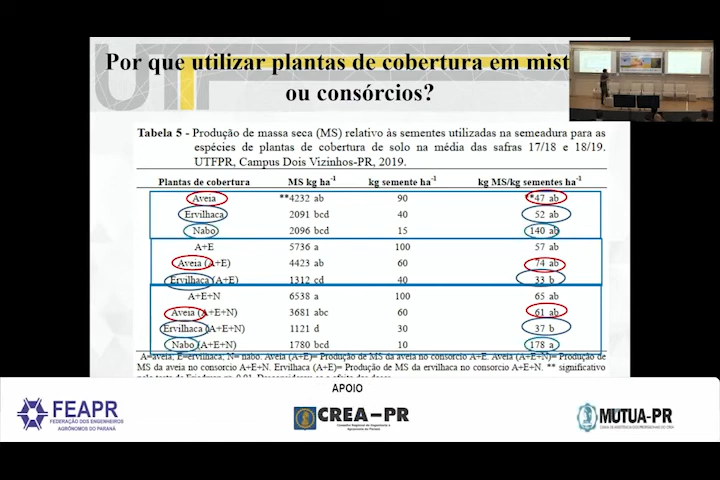 Por que utilizar plantas de cobertura em mist
ou consórcios?
Tabela 5 - Produção de massa seca (MS) relativo às sementes utilizadas na semeadura para as
espécies de plantas de cobertura de solo na média das safras 17/18 e 18/19.
UTFPR, Campus Dois Vizinhos-PR, 2019.
Plantas de cobertura MS kg ha-1 kg semente ha-1 kg MS/kg sementes ha-1
Aveia **4232 ab 90 **47 ab
Ervilhaca 2091 bcd 40 52 ab
Nabo 2096 bcd 15 140 ab
A+E 5736 a 100 57 ab
Aveia (A+E) 4423 ab 60 74 ab
Ervilhaca (A+E) 1312 cd 40 33 b
A+E+N 6538 a 100 65 ab
Aveia (A+E+N) 3681 abc 60 61 ab
Ervilhaca (A+E+N) 1121 d 30 37 b
Nabo (A+E+N) 1780 bcd 10 178 a
A=aveia, E=ervilhaca, N= nabo. Aveia (A+E)= Produção de MS da aveia no consorcio A+E. Aveia (A+E+N)= Produção de
MS da aveia no consorcio A+E+N. Ervilhaca (A+E)= Produção de MS da ervilhaca no consorcio A+E+N. ** significativo
APOIO
FEAPR
FEDERAÇÃO DOS ENGENHEIROS
AGRÔNOMOS DO PARANÁ
CREA-PR
Conselho Regional de Engenharia e
Agronomia do Paraná
MUTUA-PR